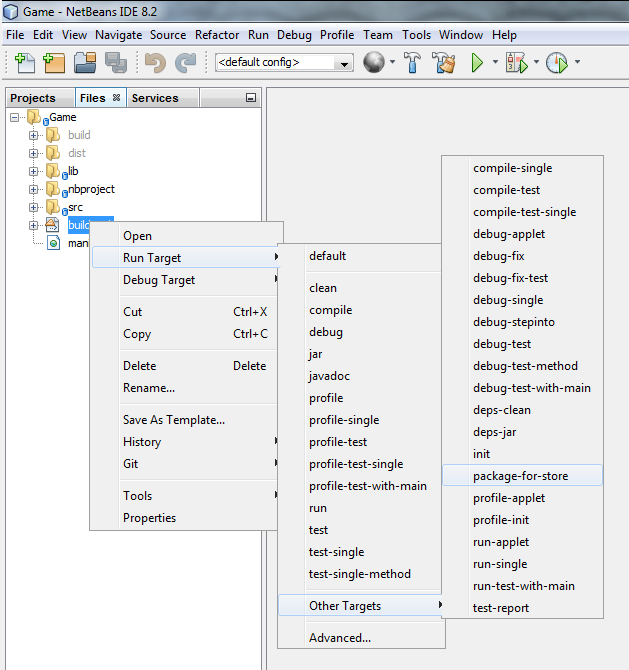 Game - NetBeans IDE 8.2
File Edit View Navigate Source Refactor Run Debug Profile Team Tools Window Help
<default config>
Projects Files Services
Game
build
dist
lib
nbproject
src
Open
Run Target
Debug Target
Cut Ctrl+X
Copy Ctrl+C
Delete Delete
Rename...
Save As Template...
History
Git
Tools
Properties
default
clean
compile
debug
jar
javadoc
profile
profile-single
profile-test
profile-test-single
profile-test-with-main
run
test
test-single
test-single-method
Other Targets
Advanced...
compile-single
compile-test
compile-test-single
debug-applet
debug-fix
debug-fix-test
debug-single
debug-stepinto
debug-test
debug-test-method
debug-test-with-main
deps-clean
deps-jar
init
package-for-store
profile-applet
profile-init
run-applet
run-single
run-test-with-main
test-report